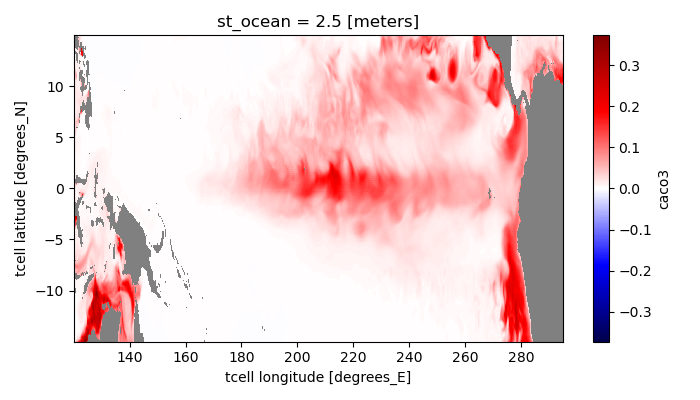 st_ocean = 2.5 [meters]
10
5
0
−5
−10
tcell latitude [degrees_N]
140 160 180 200 220 240 260 280
tcell longitude [degrees_E]
0.3
0.2
0.1
0.0
−0.1
−0.2
−0.3
caco3